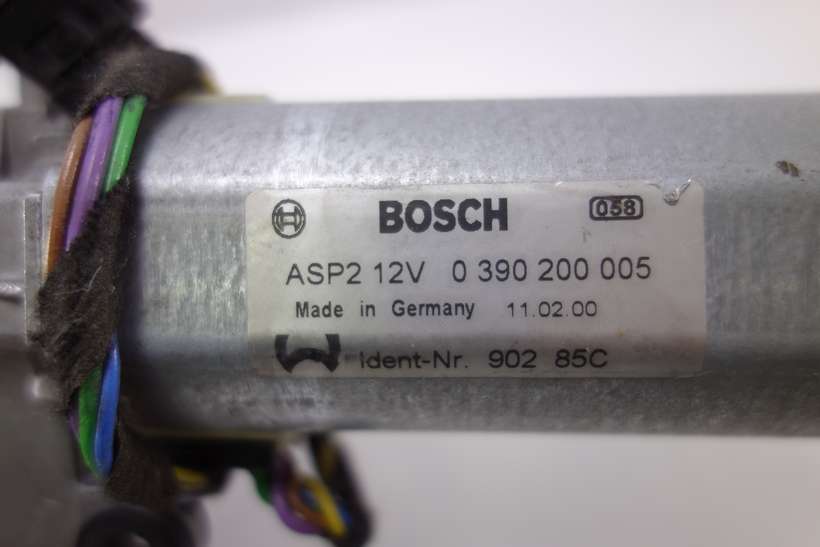 BOSCH 058
ASP2 12V 0 390 200 005
Made in Germany 11.02.00
Ident-Nr. 902 85C